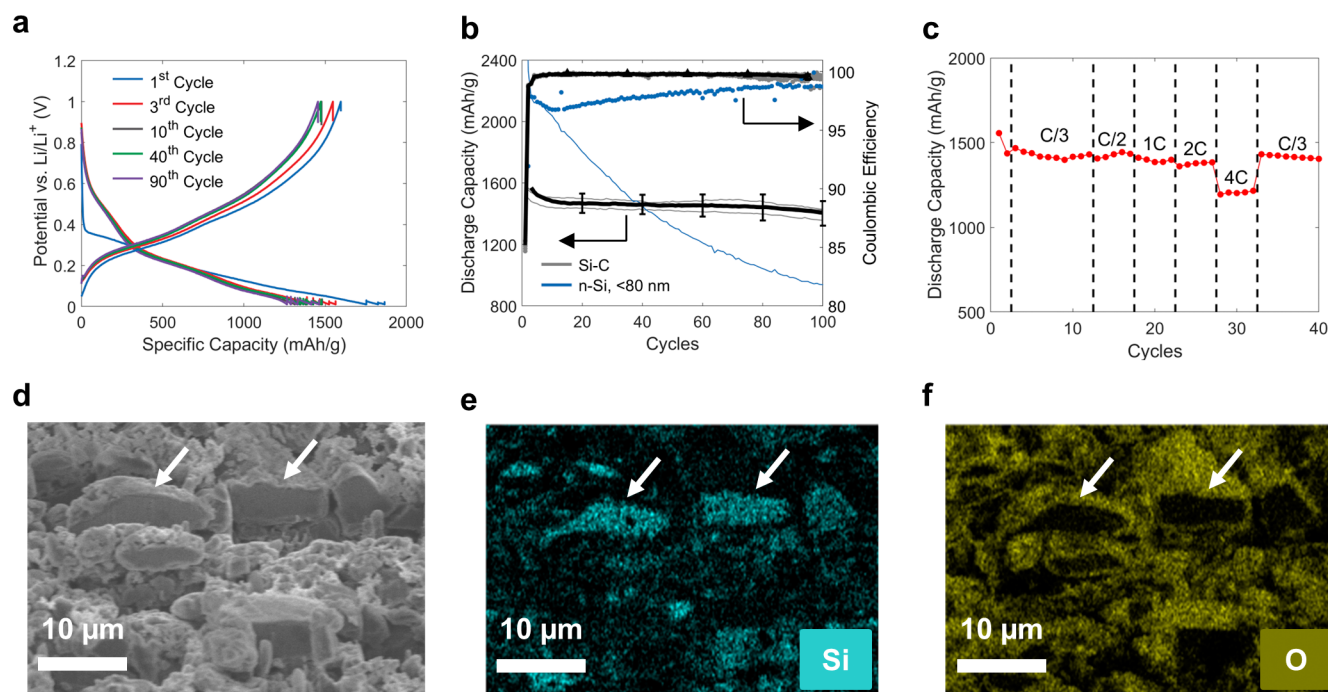 a
1.2
1
0.8
0.6
0.4
0.2
0
0
500
1000
1500
2000
Potential vs. Li/Li⁺ (V)
Specific Capacity (mAh/g)
1ˢᵗ Cycle
3ʳᵈ Cycle
10ᵗʰ Cycle
40ᵗʰ Cycle
90ᵗʰ Cycle
b
2400
2000
1600
1200
800
0
20
40
60
80
100
100
95
90
85
80
Discharge Capacity (mAh/g)
Cycles
Coulombic Efficiency
Si-C
n-Si, <80 nm
c
2000
1500
1000
500
0
10
20
30
40
Discharge Capacity (mAh/g)
Cycles
C/3
C/2
1C
2C
4C
C/3
d
10 µm
e
10 µm
Si
f
10 µm
O